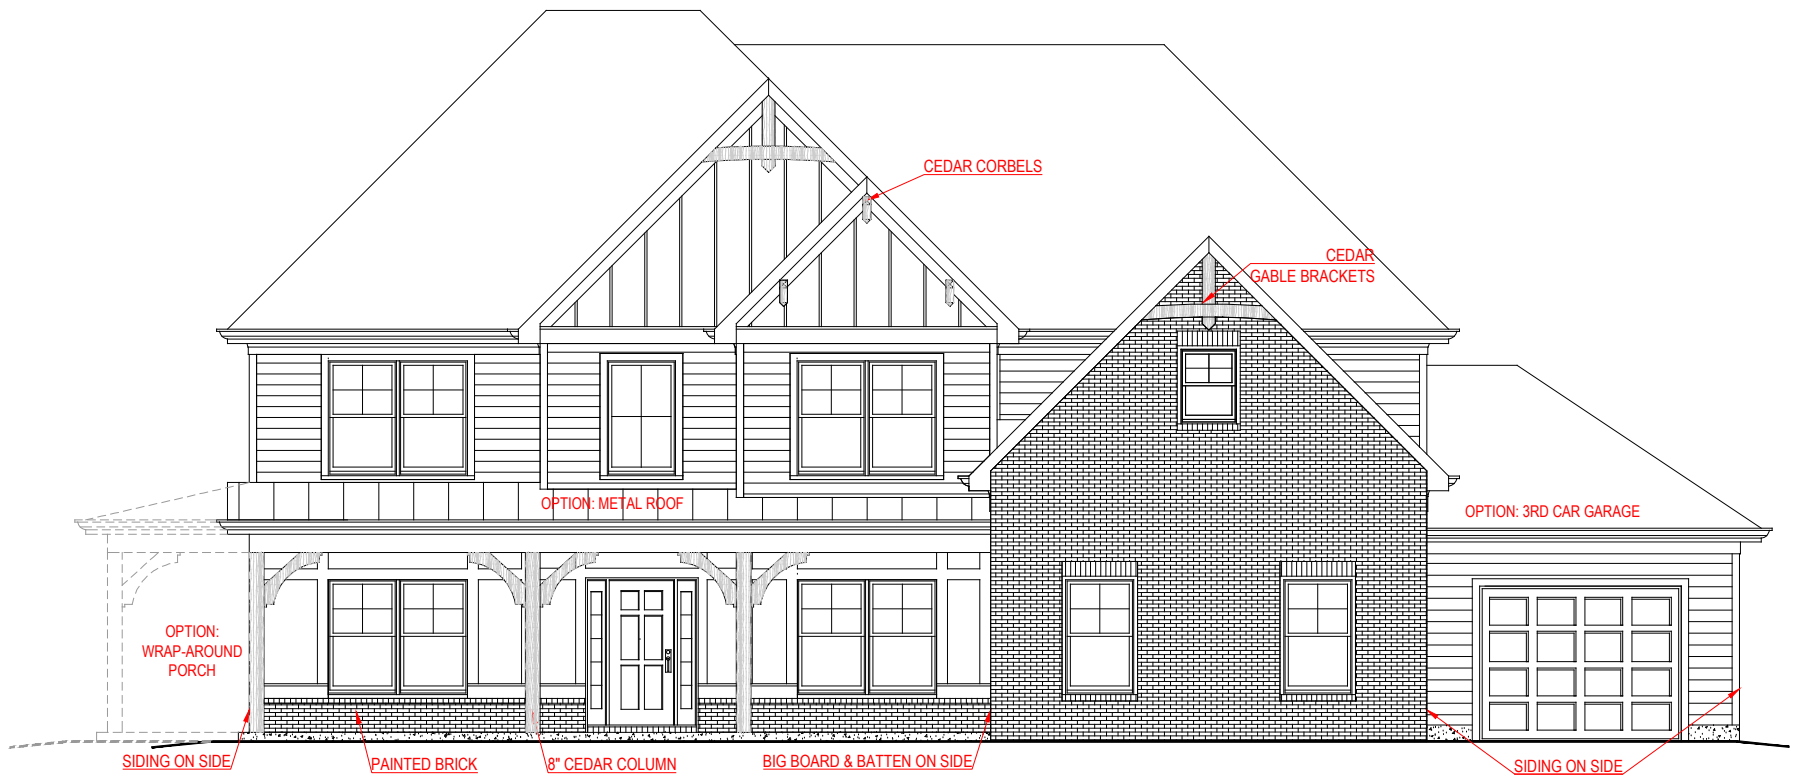 CEDAR CORBELS
CEDAR
GABLE BRACKETS
OPTION: METAL ROOF
OPTION: 3RD CAR GARAGE
OPTION:
WRAP-AROUND
PORCH
SIDING ON SIDE
PAINTED BRICK
8" CEDAR COLUMN
BIG BOARD & BATTEN ON SIDE
SIDING ON SIDE